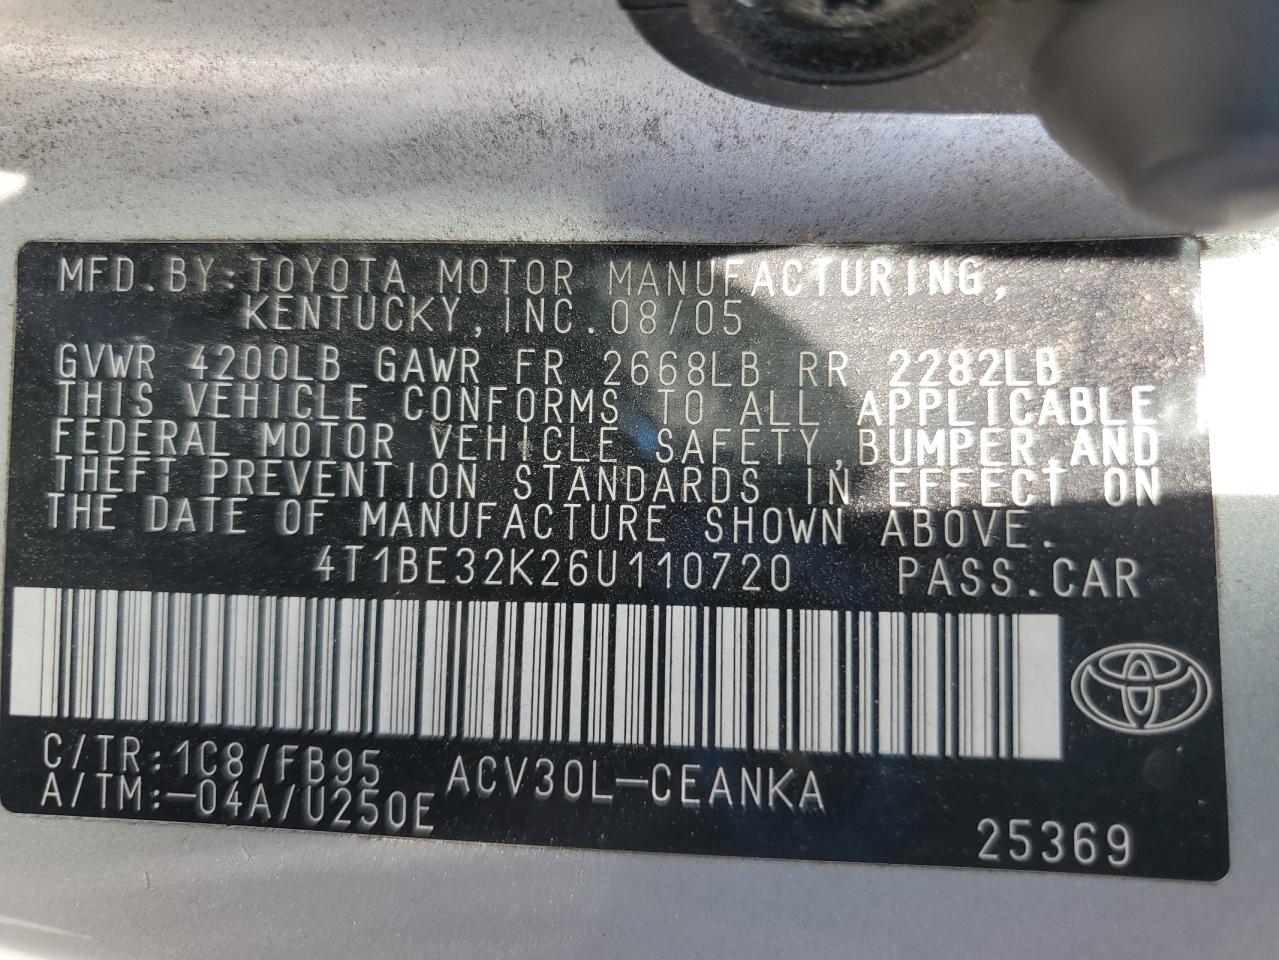 MFD.BY:TOYOTA MOTOR MANUFACTURING,
KENTUCKY,INC.08/05
GVWR 4200LB GAWR FR 2668LB RR 2282LB
THIS VEHICLE CONFORMS TO ALL APPLICABLE
FEDERAL MOTOR VEHICLE SAFETY,BUMPER,AND
THEFT PREVENTION STANDARDS IN EFFECT ON
THE DATE OF MANUFACTURE SHOWN ABOVE.
4T1BE32K26U110720 PASS.CAR
C/TR:1C8/FB95 ACV30L-CEANKA
A/TM:-04A/U250E
25369